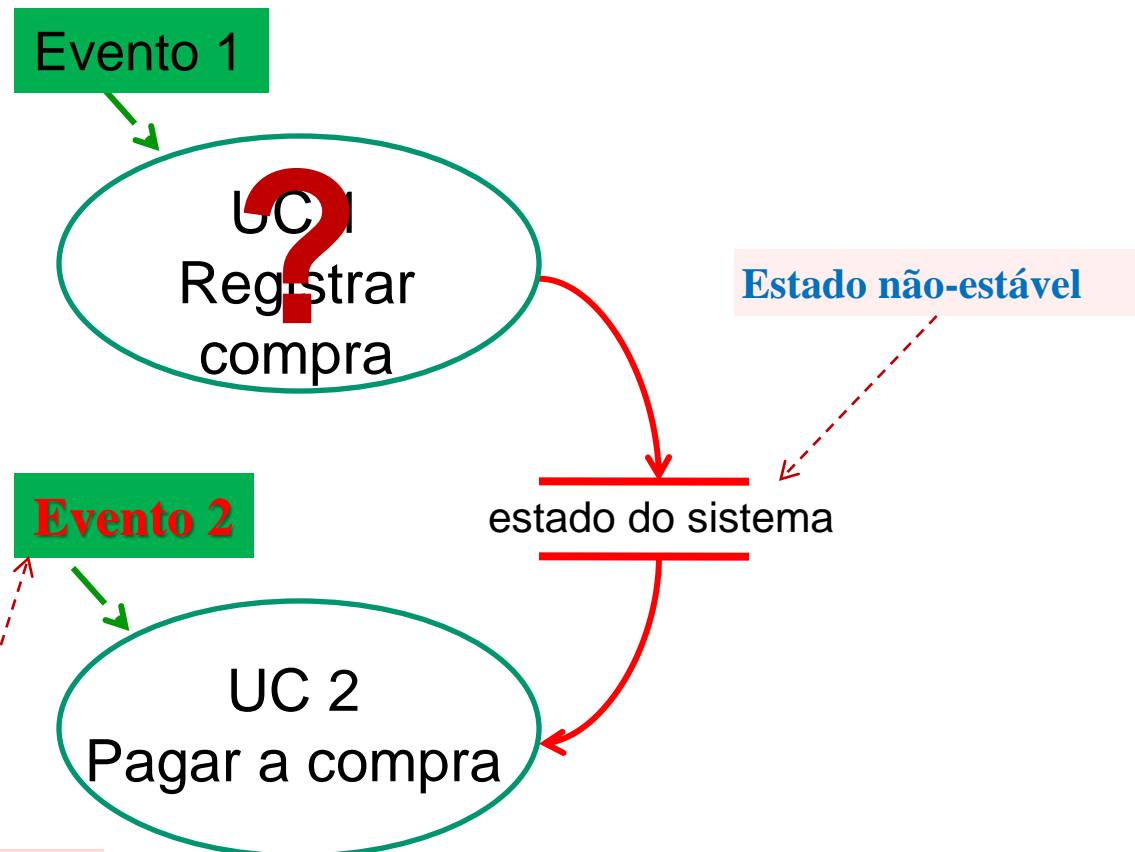 Evento 1
UC 1
?
Registrar
compra
Estado não-estável
Evento 2
estado do sistema
UC 2
Pagar a compra